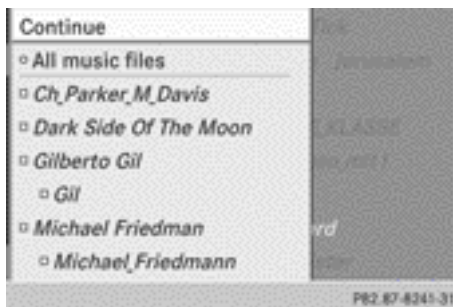 Continue
All music files
Ch_Parker_M_Davis
Dark Side Of The Moon
Gilberto Gil
Gil
Michael Friedman
Michael_Friedmann
P82.87-8241-31